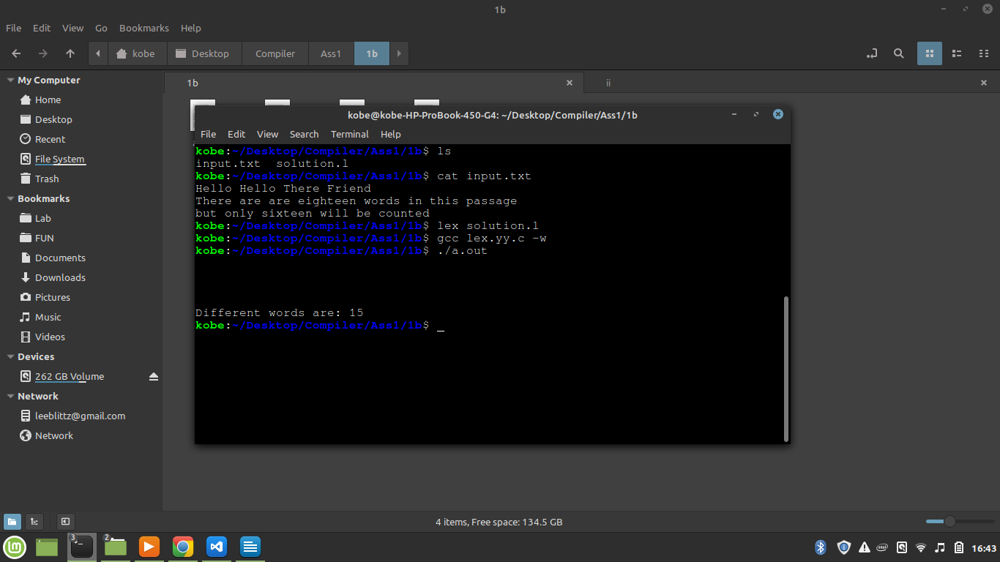 1b
File Edit View Go Bookmarks Help
kobe Desktop Compiler Ass1 1b
My Computer
Home
Desktop
Recent
File System
Trash
Bookmarks
Lab
FUN
Documents
Downloads
Pictures
Music
Videos
Devices
262 GB Volume
Network
leeblittz@gmail.com
Network
1b ii
kobe@kobe-HP-ProBook-450-G4: ~/Desktop/Compiler/Ass1/1b
File Edit View Search Terminal Help
kobe:~/Desktop/Compiler/Ass1/1b$ ls
input.txt  solution.l
kobe:~/Desktop/Compiler/Ass1/1b$ cat input.txt
Hello Hello There Friend
There are are eighteen words in this passage
but only sixteen will be counted
kobe:~/Desktop/Compiler/Ass1/1b$ lex solution.l
kobe:~/Desktop/Compiler/Ass1/1b$ gcc lex.yy.c -w
kobe:~/Desktop/Compiler/Ass1/1b$ ./a.out
Different words are: 15
kobe:~/Desktop/Compiler/Ass1/1b$ _
4 items, Free space: 134.5 GB
3 2
intel
16:43